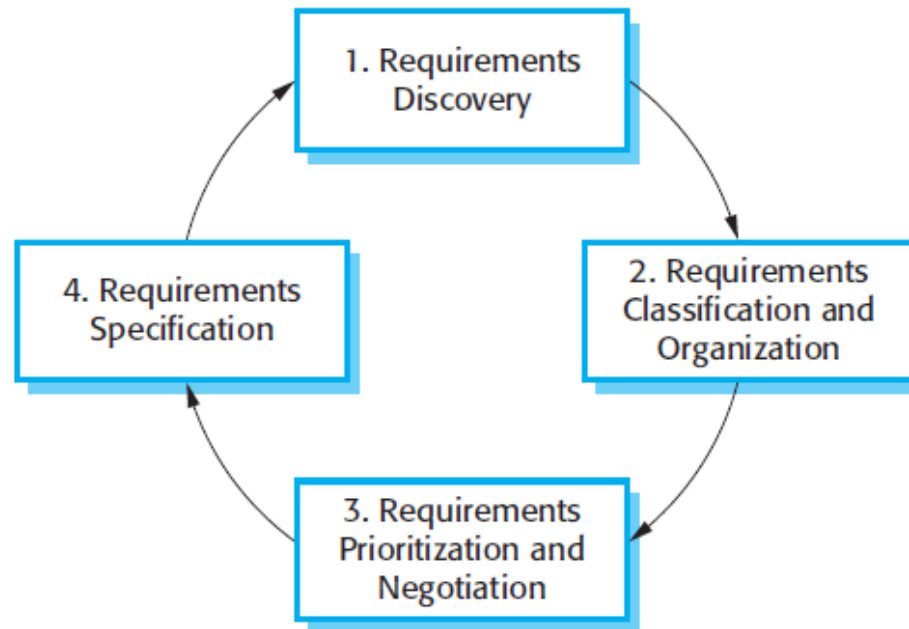 1. Requirements
Discovery
2. Requirements
Classification and
Organization
3. Requirements
Prioritization and
Negotiation
4. Requirements
Specification